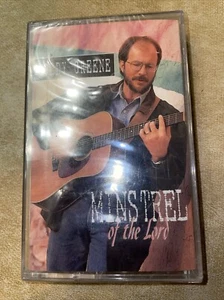 GREENE
MINSTREL
of the Lord